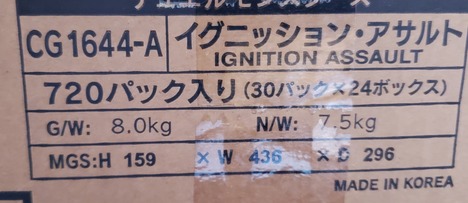 CG1644-A イグニッション・アサルト
IGNITION ASSAULT
720パック入り(30パック×24ボックス)
G/W: 8.0kg N/W: 7.5kg
MGS:H 159 × W 436 × D 296
MADE IN KOREA